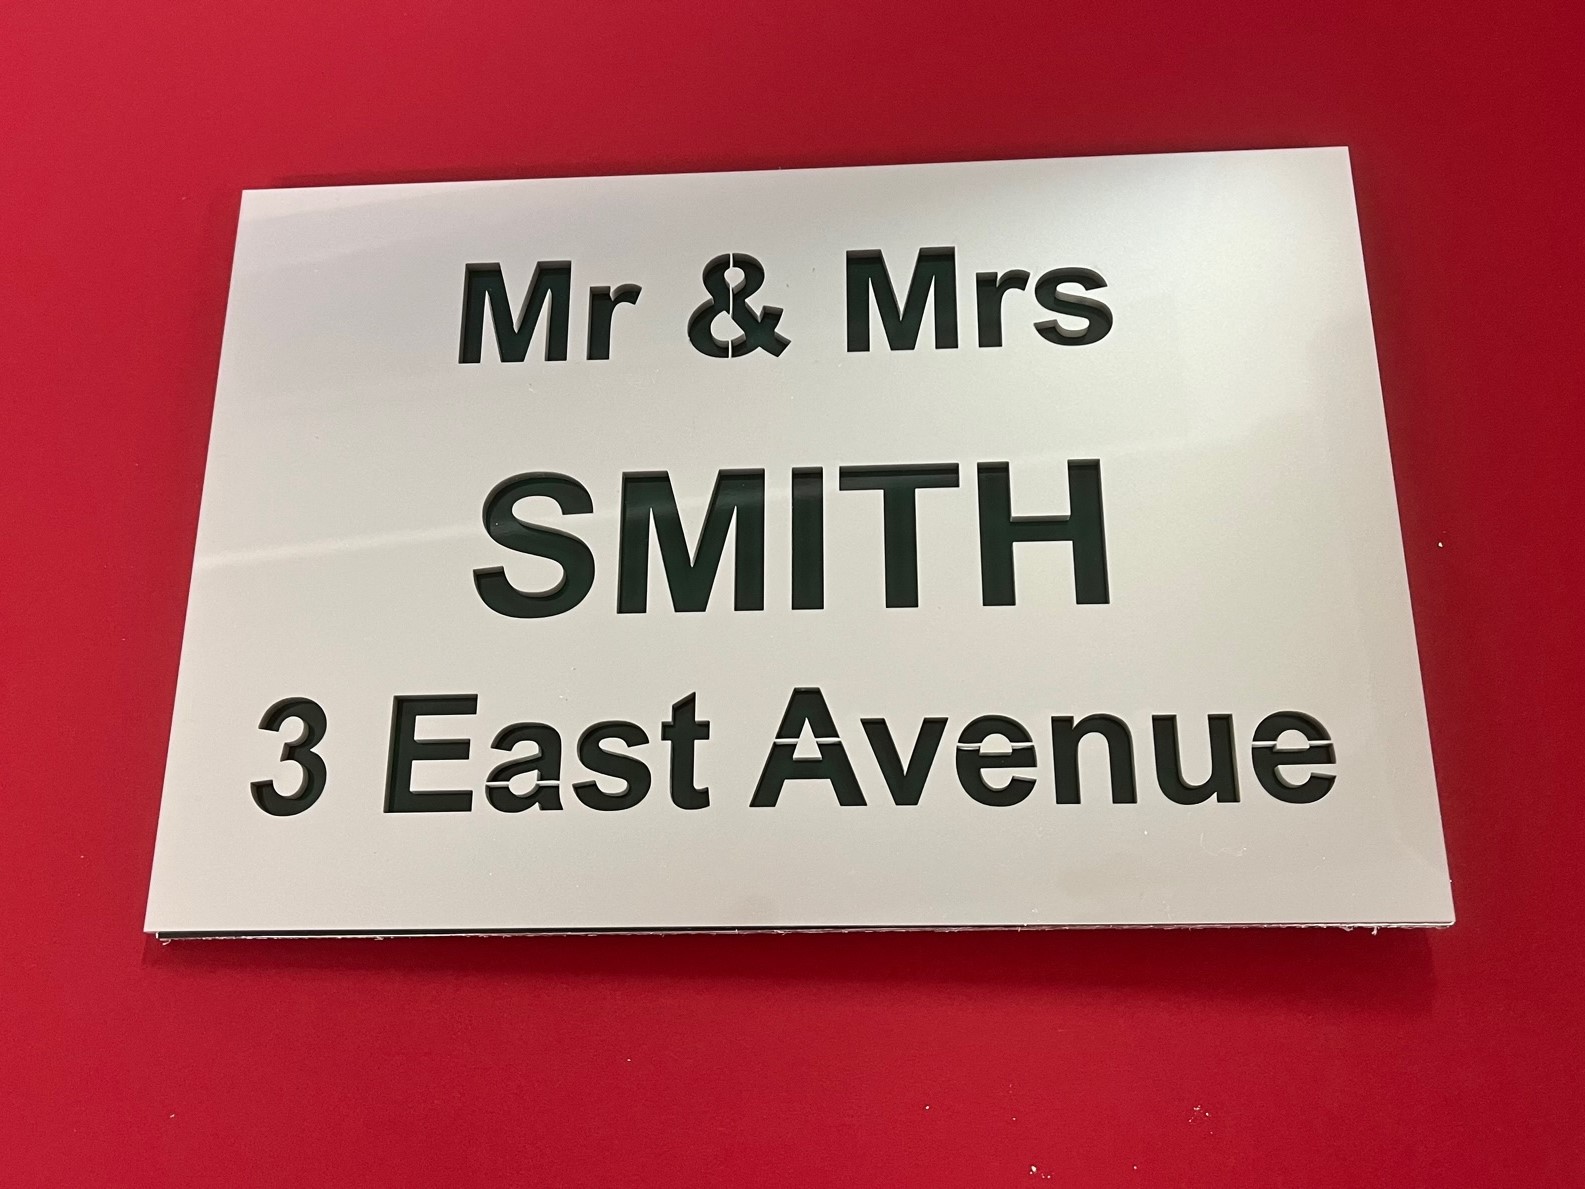 Mr & Mrs
SMITH
3 East Avenue